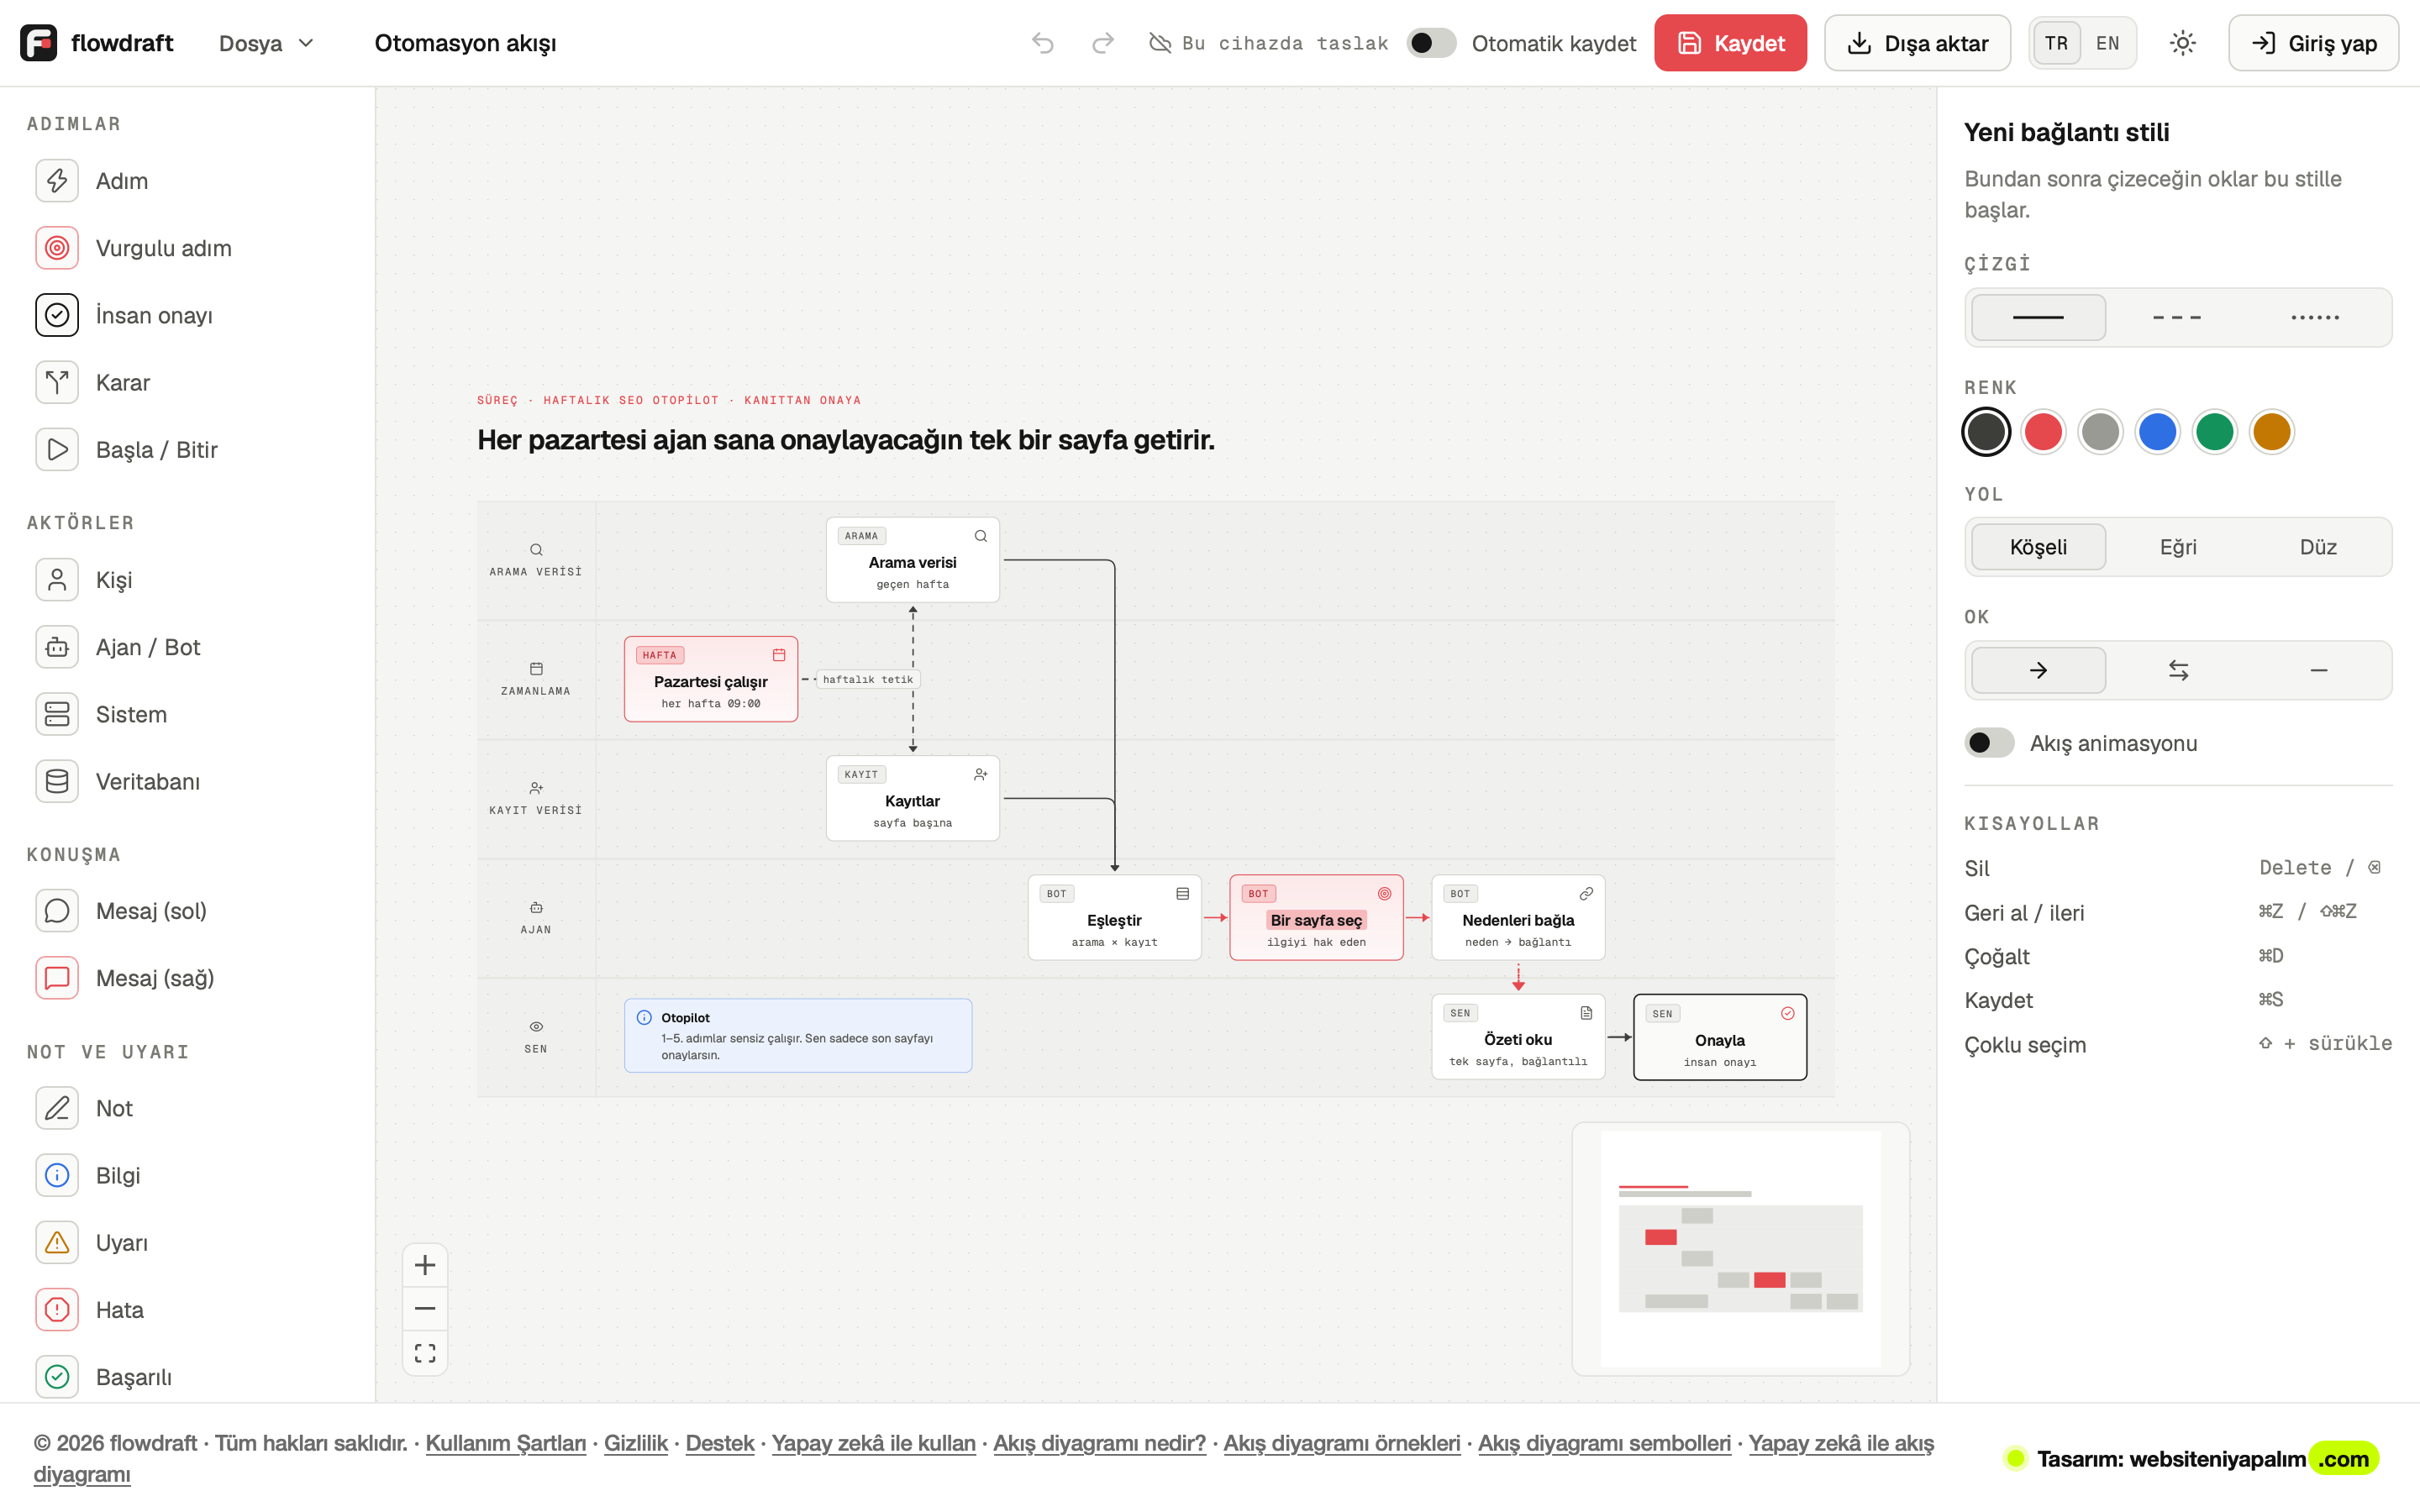 flowdraft
Dosya
Otomasyon akışı
Bu cihazda taslak
Otomatik kaydet
Kaydet
Dışa aktar
TR
EN
Giriş yap
ADIMLAR
Adım
Vurgulu adım
İnsan onayı
Karar
Başla / Bitir
AKTÖRLER
Kişi
Ajan / Bot
Sistem
Veritabanı
KONUŞMA
Mesaj (sol)
Mesaj (sağ)
NOT VE UYARI
Not
Bilgi
Uyarı
Hata
Başarılı
SÜREÇ · HAFTALIK SEO OTOPİLOT · KANITTAN ONAYA
Her pazartesi ajan sana onaylayacağın tek bir sayfa getirir.
ARAMA VERİSİ
ARAMA
Arama verisi
geçen hafta
ZAMANLAMA
HAFTA
Pazartesi çalışır
her hafta 09:00
haftalık tetik
KAYIT VERİSİ
KAYIT
Kayıtlar
sayfa başına
AJAN
BOT
Eşleştir
arama × kayıt
BOT
Bir sayfa seç
ilgiyi hak eden
BOT
Nedenleri bağla
neden → bağlantı
SEN
Otopilot
1–5. adımlar sensiz çalışır. Sen sadece son sayfayı
onaylarsın.
SEN
Özeti oku
tek sayfa, bağlantılı
SEN
Onayla
insan onayı
Yeni bağlantı stili
Bundan sonra çizeceğin oklar bu stille
başlar.
ÇİZGİ
RENK
YOL
Köşeli
Eğri
Düz
OK
Akış animasyonu
KISAYOLLAR
Sil
Delete / ⌫
Geri al / ileri
⌘Z / ⇧⌘Z
Çoğalt
⌘D
Kaydet
⌘S
Çoklu seçim
⇧ + sürükle
© 2026 flowdraft · Tüm hakları saklıdır. · Kullanım Şartları · Gizlilik · Destek · Yapay zekâ ile kullan · Akış diyagramı nedir? · Akış diyagramı örnekleri · Akış diyagramı sembolleri · Yapay zekâ ile akış
diyagramı
Tasarım: websiteniyapalım.com